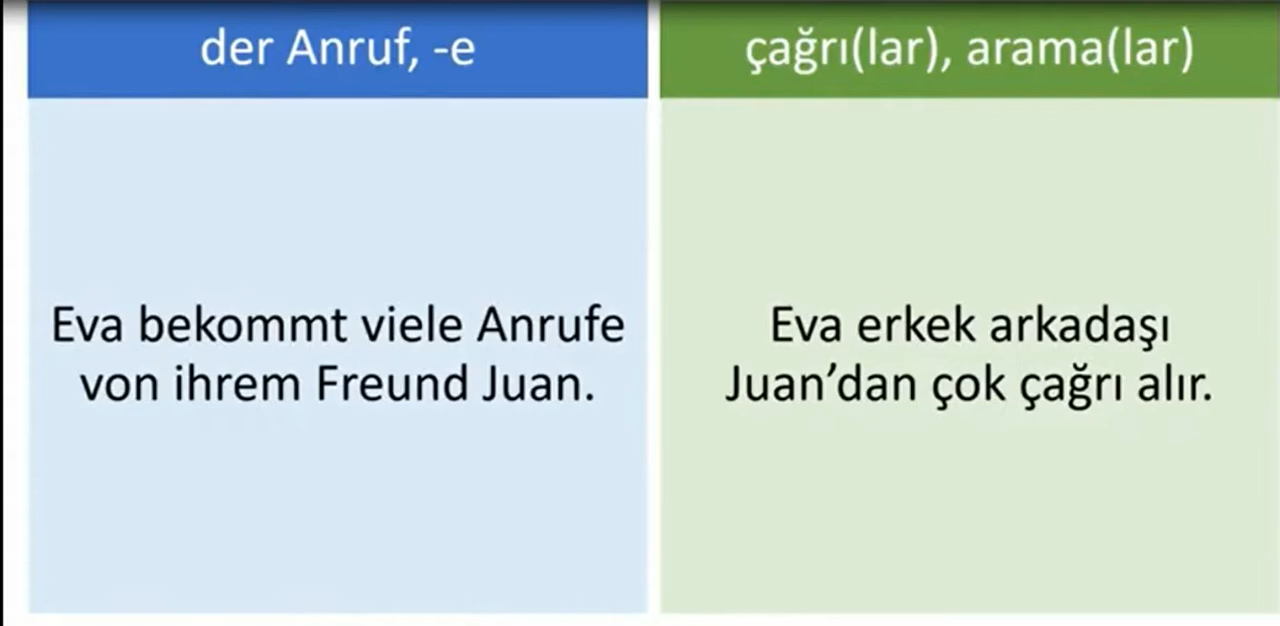 der Anruf, -e
çağrı(lar), arama(lar)
Eva bekommt viele Anrufe
von ihrem Freund Juan.
Eva erkek arkadaşı
Juan’dan çok çağrı alır.